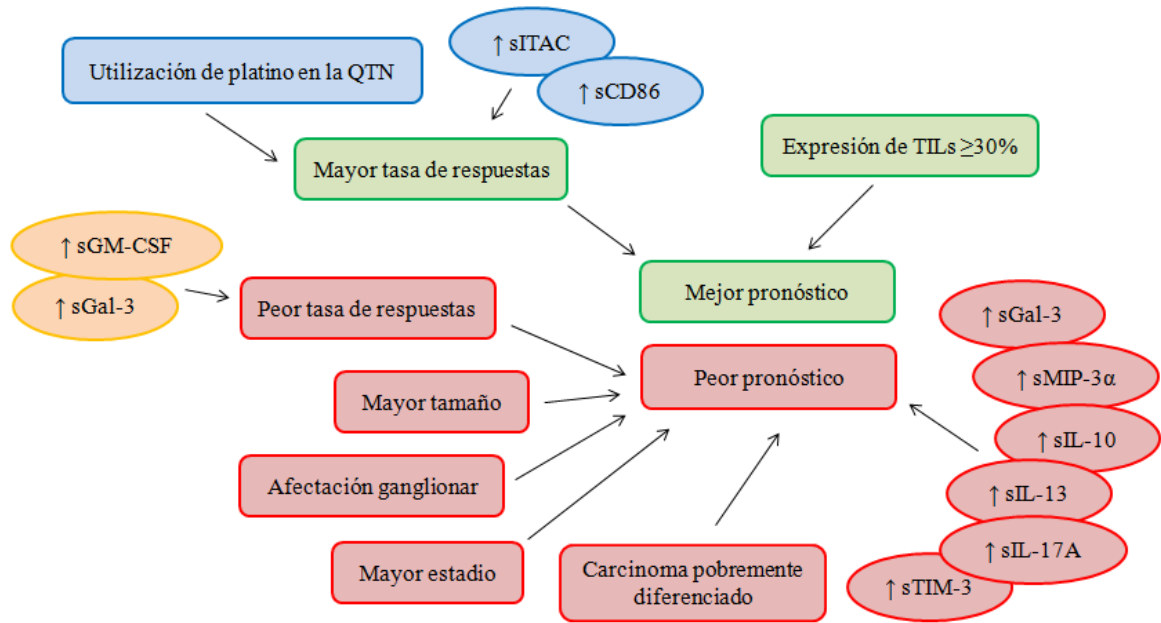 ↑ sITAC
Utilización de platino en la QTN
↑ sCD86
Expresión de TILs ≥30%
Mayor tasa de respuestas
↑ sGM-CSF
↑ sGal-3
Peor tasa de respuestas
Mejor pronóstico
↑ sGal-3
Peor pronóstico
↑ sMIP-3α
Mayor tamaño
↑ sIL-10
Afectación ganglionar
↑ sIL-13
↑ sIL-17A
Mayor estadio
Carcinoma pobremente
diferenciado
↑ sTIM-3